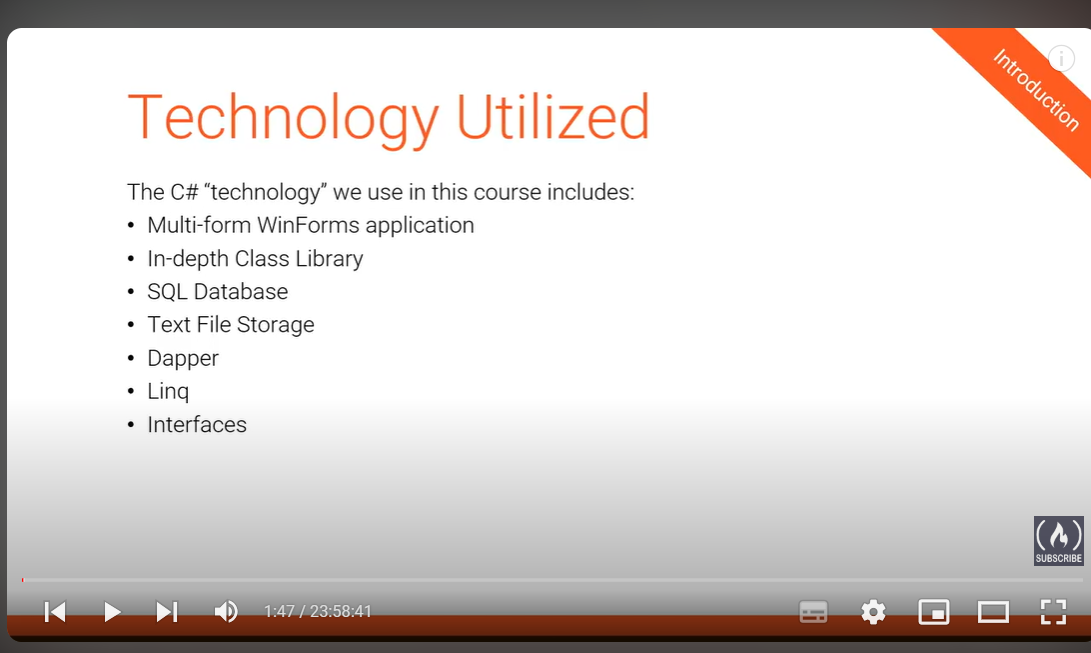 Introduction
Technology Utilized
The C# “technology” we use in this course includes:
• Multi-form WinForms application
• In-depth Class Library
• SQL Database
• Text File Storage
• Dapper
• Linq
• Interfaces
SUBSCRIBE
1:47 / 23:58:41